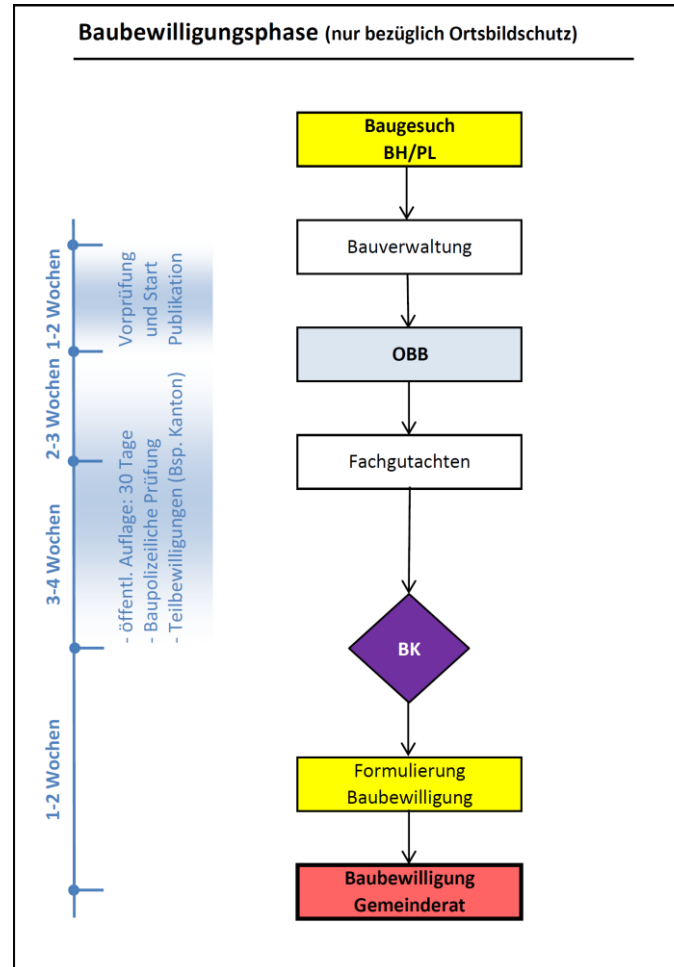 Baubewilligungsphase (nur bezüglich Ortsbildschutz)
Baugesuch
BH/PL
Bauverwaltung
OBB
Fachgutachten
BK
Formulierung
Baubewilligung
Baubewilligung
Gemeinderat
1-2 Wochen
2-3 Wochen
3-4 Wochen
1-2 Wochen
Vorprüfung
und Start
Publikation
- öffentl. Auflage: 30 Tage
- Baupolizeiliche Prüfung
- Teilbewilligungen (Bsp. Kanton)